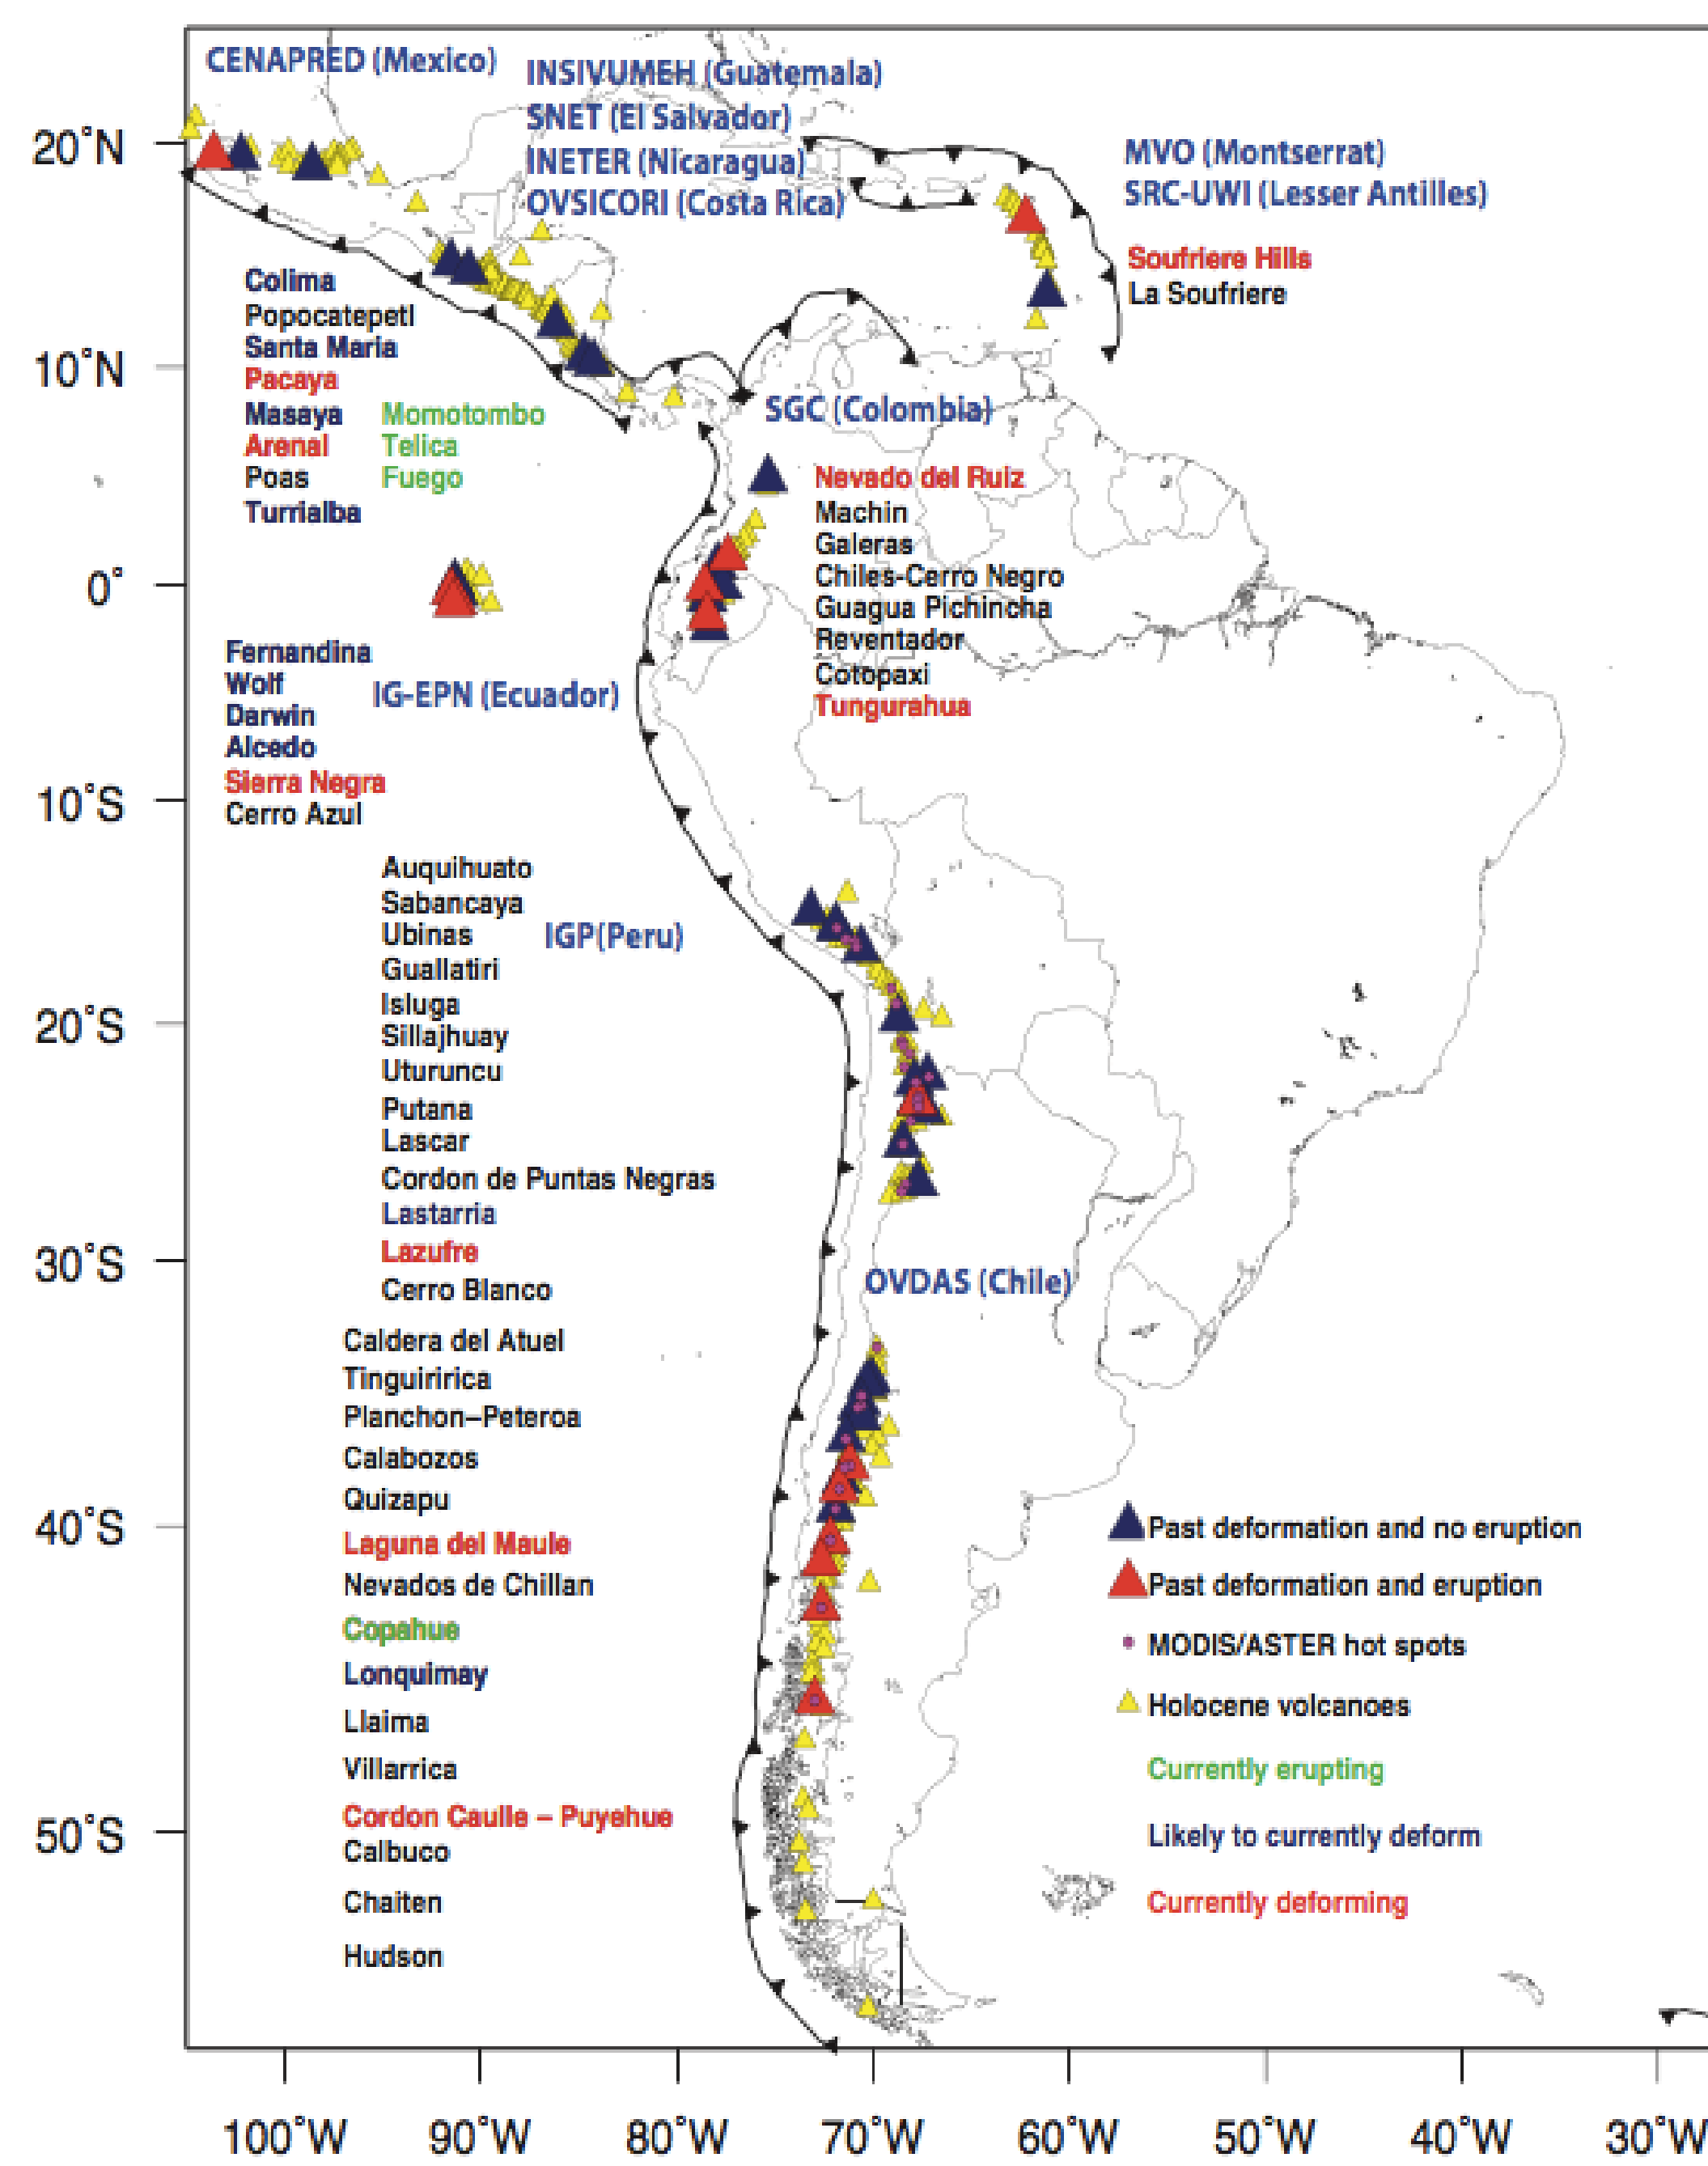 CENAPRED (Mexico)
INSIVUMEH (Guatemala)
SNET (El Salvador)
INETER (Nicaragua)
OVSICORI (Costa Rica)
MVO (Montserrat)
SRC-UWI (Lesser Antilles)
Soufriere Hills
La Soufriere
20°N
10°N
0°
10°S
20°S
30°S
40°S
50°S
Colima
Popocatepetl
Santa Maria
Pacaya
Masaya Momotombo
Arenal Telica
Poas Fuego
Turrialba
SGC (Colombia)
Nevado del Ruiz
Machin
Galeras
Chiles-Cerro Negro
Guagua Pichincha
Reventador
Cotopaxi
Tungurahua
Fernandina
Wolf
Darwin
Alcedo
Sierra Negra
Cerro Azul
IG-EPN (Ecuador)
Auquihuato
Sabancaya
Ubinas
Guallatiri
Isluga
Sillajhuay
Uturuncu
Putana
Lascar
Cordon de Puntas Negras
Lastarria
Lazufre
Cerro Blanco
IGP(Peru)
OVDAS (Chile)
Caldera del Atuel
Tinguiririca
Planchon–Peteroa
Calabozos
Quizapu
Laguna del Maule
Nevados de Chillan
Copahue
Lonquimay
Llaima
Villarrica
Cordon Caulle – Puyehue
Calbuco
Chaiten
Hudson
Past deformation and no eruption
Past deformation and eruption
MODIS/ASTER hot spots
Holocene volcanoes
Currently erupting
Likely to currently deform
Currently deforming
100°W 90°W 80°W 70°W 60°W 50°W 40°W 30°W